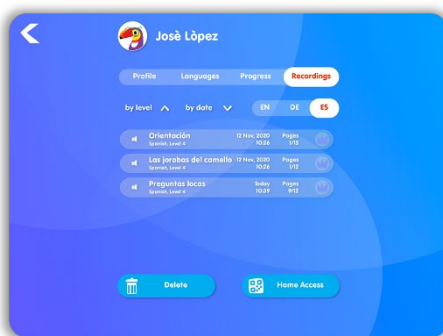 Josè Lòpez
Profile Languages Progress Recordings
by level by date EN DE ES
Orientación 12 Nov, 2020 Pages
Spanish, Level 4 10:26 1/15
Las jorobas del camello 12 Nov, 2020 Pages
Spanish, Level 4 10:26 1/12
Preguntas locas Today Pages
Spanish, Level 4 10:39 9/12
Delete Home Access